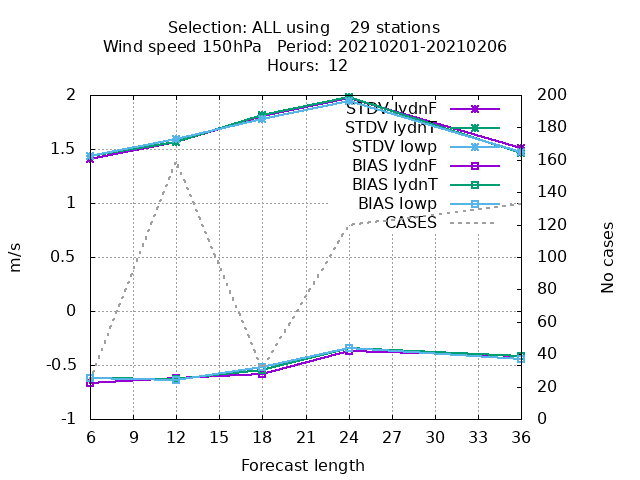 Selection: ALL using 29 stations
Wind speed 150hPa Period: 20210201-20210206
Hours: 12
STDV lydnF
STDV lydnT
STDV lowp
BIAS lydnF
BIAS lydnT
BIAS lowp
CASES
2
1.5
1
0.5
0
-0.5
-1
m/s
200
180
160
140
120
100
80
60
40
20
0
No cases
6 9 12 15 18 21 24 27 30 33 36
Forecast length